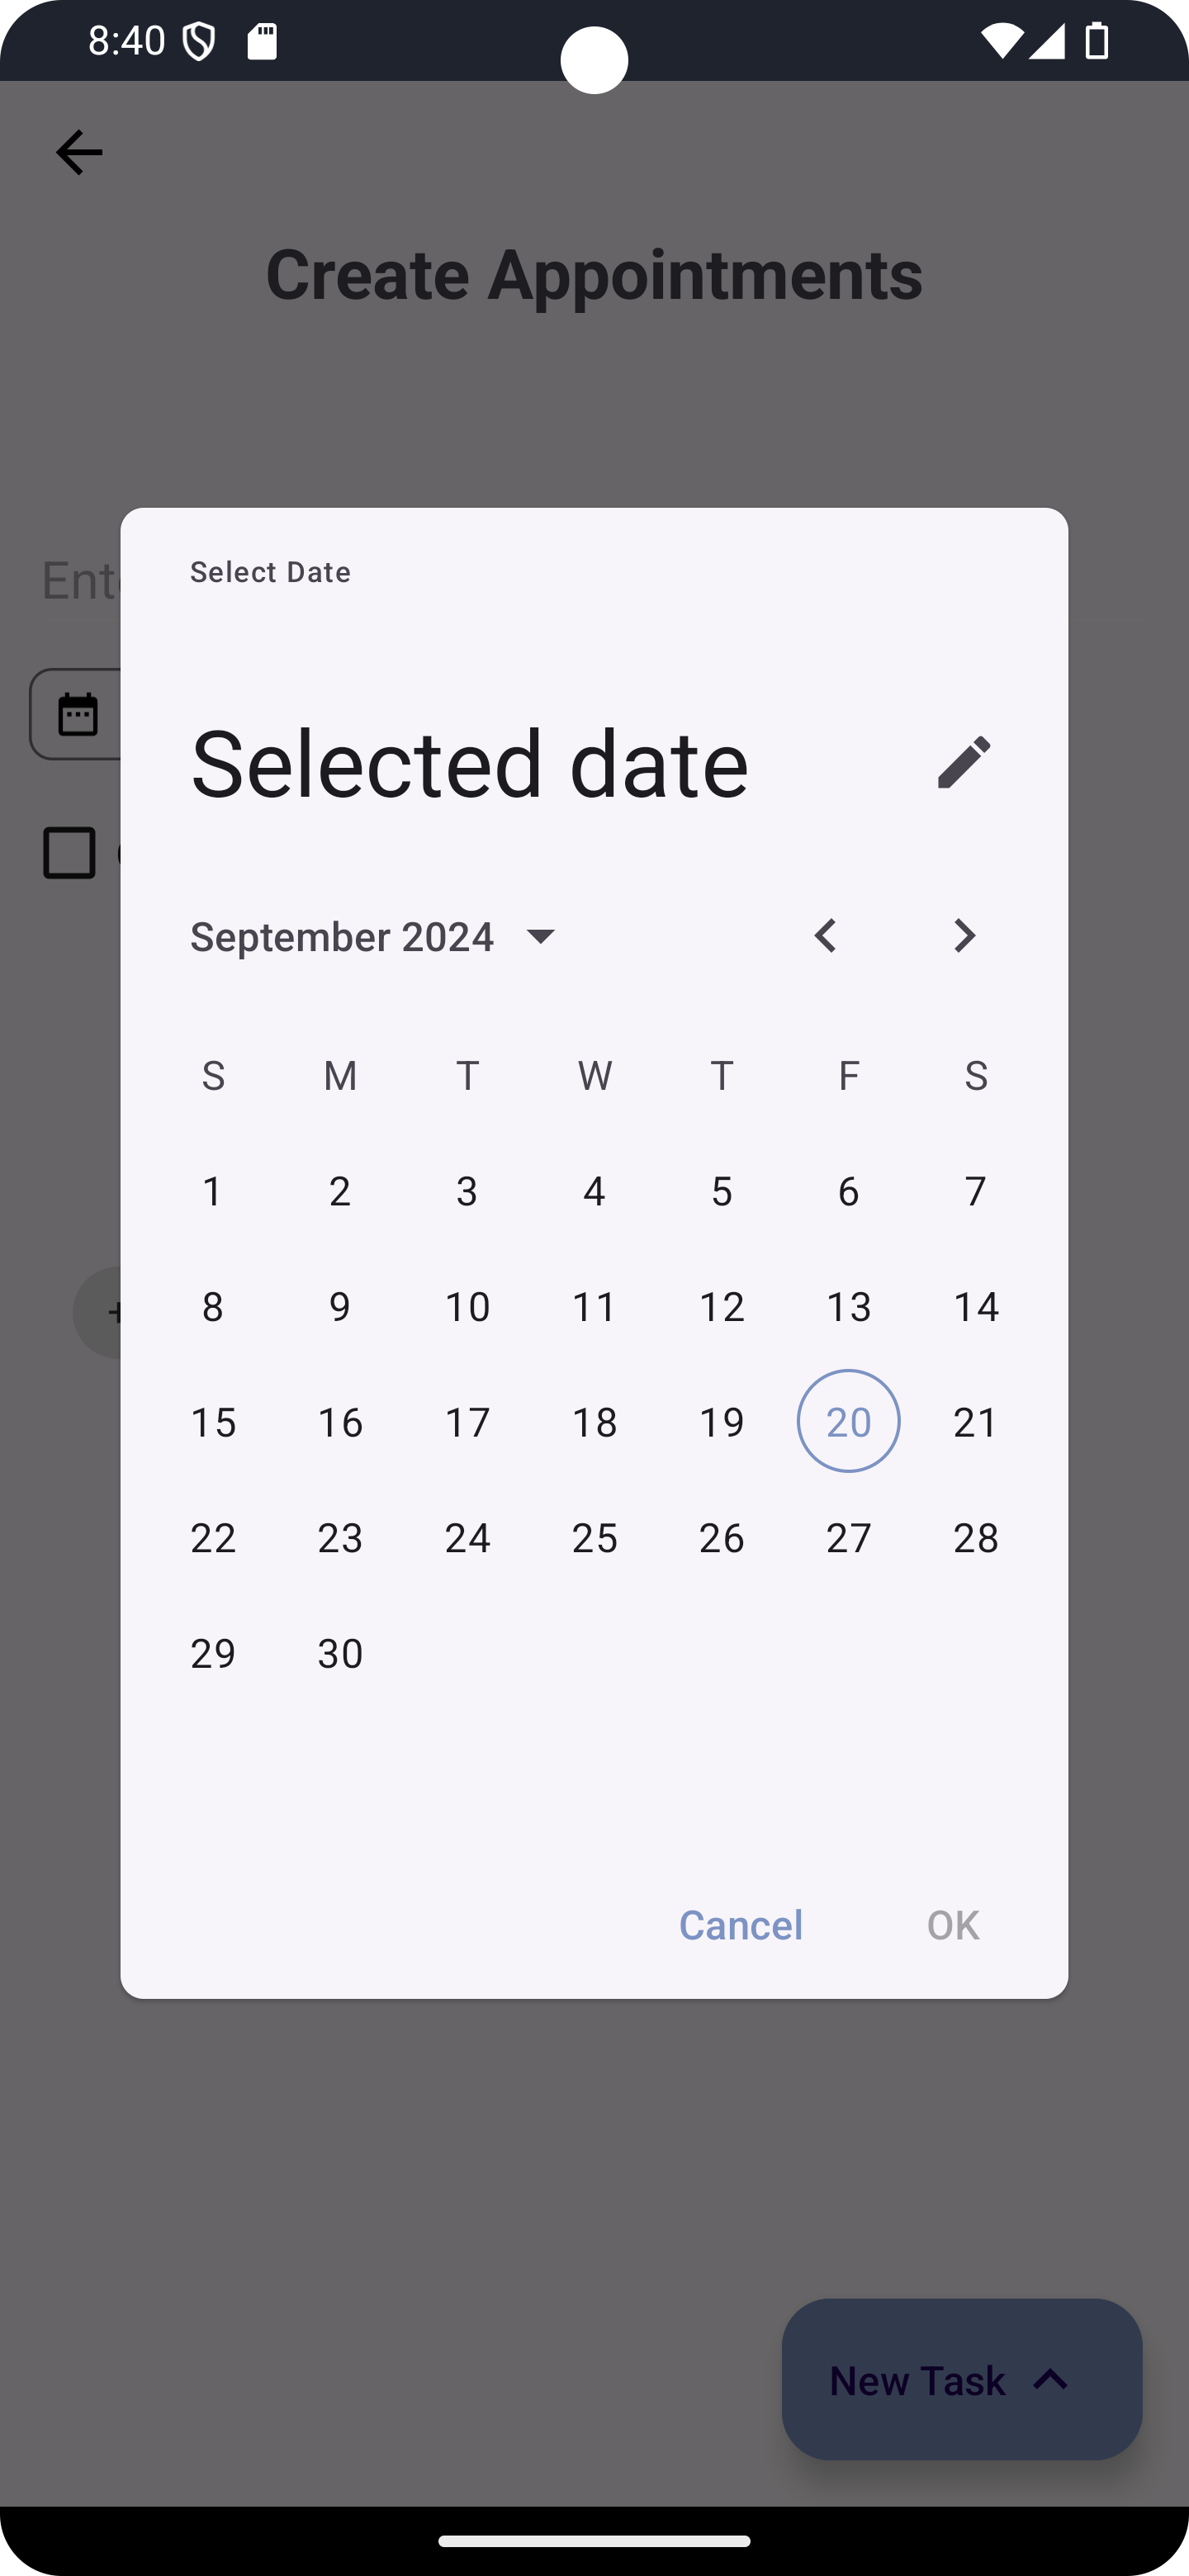 8:40
Create Appointments
Ente
Select Date
Selected date
September 2024
S M T W T F S
1 2 3 4 5 6 7
8 9 10 11 12 13 14
15 16 17 18 19 20 21
22 23 24 25 26 27 28
29 30
Cancel OK
New Task